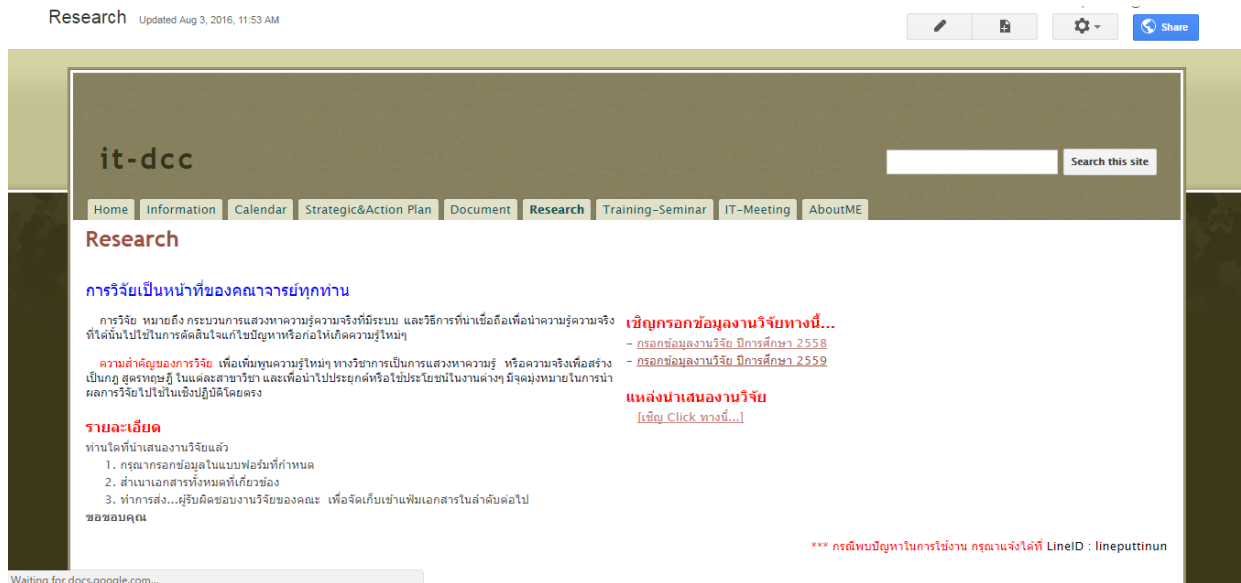 Research Updated Aug 3, 2016, 11:53 AM
Share
it-dcc
Search this site
Home Information Calendar Strategic&Action Plan Document Research Training-Seminar IT-Meeting AboutME
Research
การวิจัยเป็นหน้าที่ของคณาจารย์ทุกท่าน
การวิจัย หมายถึง กระบวนการแสวงหาความรู้ความจริงที่มีระบบ และวิธีการที่น่าเชื่อถือเพื่อนำความรู้ความจริง
ที่ได้นั้นไปใช้ในการตัดสินใจแก้ไขปัญหาหรือก่อให้เกิดความรู้ใหม่ๆ
ความสำคัญของการวิจัย เพื่อเพิ่มพูนความรู้ใหม่ๆ ทางวิชาการเป็นการแสวงหาความรู้ หรือความจริงเพื่อสร้าง
เป็นกฎ สูตรทฤษฎี ในแต่ละสาขาวิชา และเพื่อนำไปประยุกต์หรือใช้ประโยชน์ในงานต่างๆ มีจุดมุ่งหมายในการนำ
ผลการวิจัยไปใช้ในเชิงปฏิบัติโดยตรง
รายละเอียด
ท่านใดที่นำเสนองานวิจัยแล้ว
1. กรุณากรอกข้อมูลในแบบฟอร์มที่กำหนด
2. สำเนาเอกสารทั้งหมดที่เกี่ยวข้อง
3. ทำการส่ง...ผู้รับผิดชอบงานวิจัยของคณะ เพื่อจัดเก็บเข้าแฟ้มเอกสารในลำดับต่อไป
ขอขอบคุณ
เชิญกรอกข้อมูลงานวิจัยทางนี้...
- กรอกข้อมูลงานวิจัย ปีการศึกษา 2558
- กรอกข้อมูลงานวิจัย ปีการศึกษา 2559
แหล่งนำเสนองานวิจัย
[เชิญ Click ทางนี้...]
*** กรณีพบปัญหาในการใช้งาน กรุณาแจ้งได้ที่ LineID : lineputtinun
Waiting for docs.google.com...